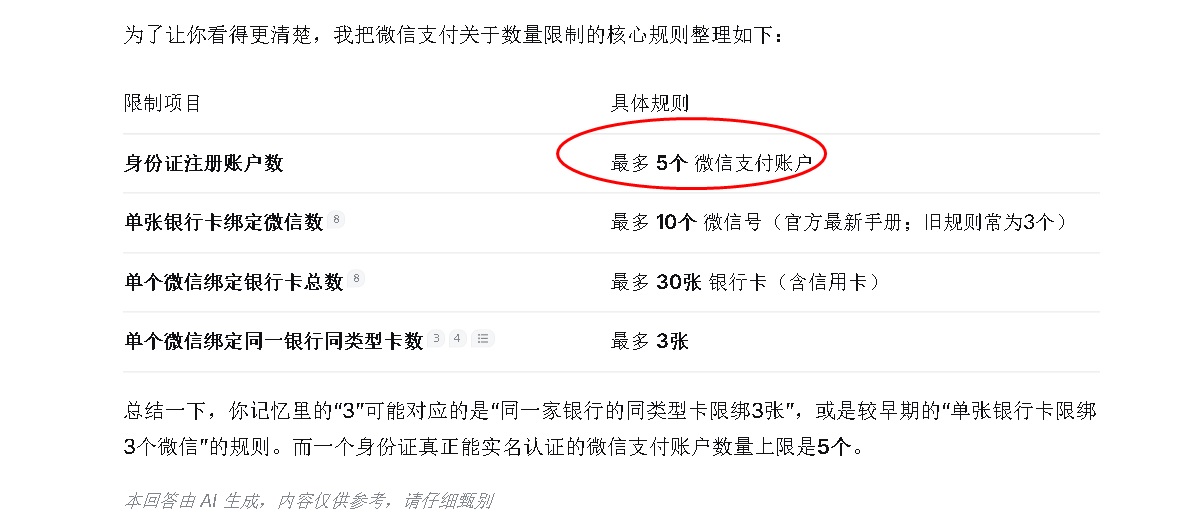 为了让你看得更清楚，我把微信支付关于数量限制的核心规则整理如下：
限制项目 具体规则
身份证注册账户数 最多 5个 微信支付账户
单张银行卡绑定微信数 8 最多 10个 微信号（官方最新手册；旧规则常为3个）
单个微信绑定银行卡总数 8 最多 30张 银行卡（含信用卡）
单个微信绑定同一银行同类型卡数 3 4 最多 3张
总结一下，你记忆里的“3”可能对应的是“同一家银行的同类型卡限绑3张”，或是较早期的“单张银行卡限绑
3个微信”的规则。而一个身份证真正能实名认证的微信支付账户数量上限是5个。
本回答由 AI 生成，内容仅供参考，请仔细甄别